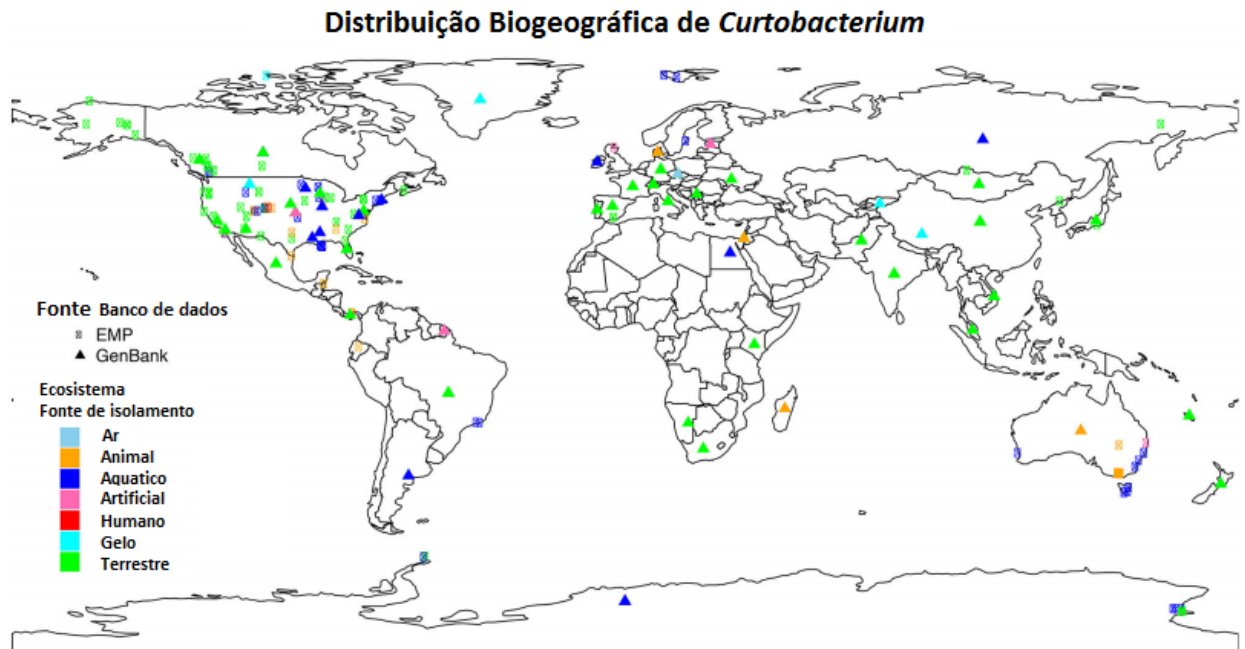 Distribuição Biogeográfica de Curtobacterium
Fonte Banco de dados
EMP
GenBank
Ecosistema
Fonte de isolamento
Ar
Animal
Aquatico
Artificial
Humano
Gelo
Terrestre